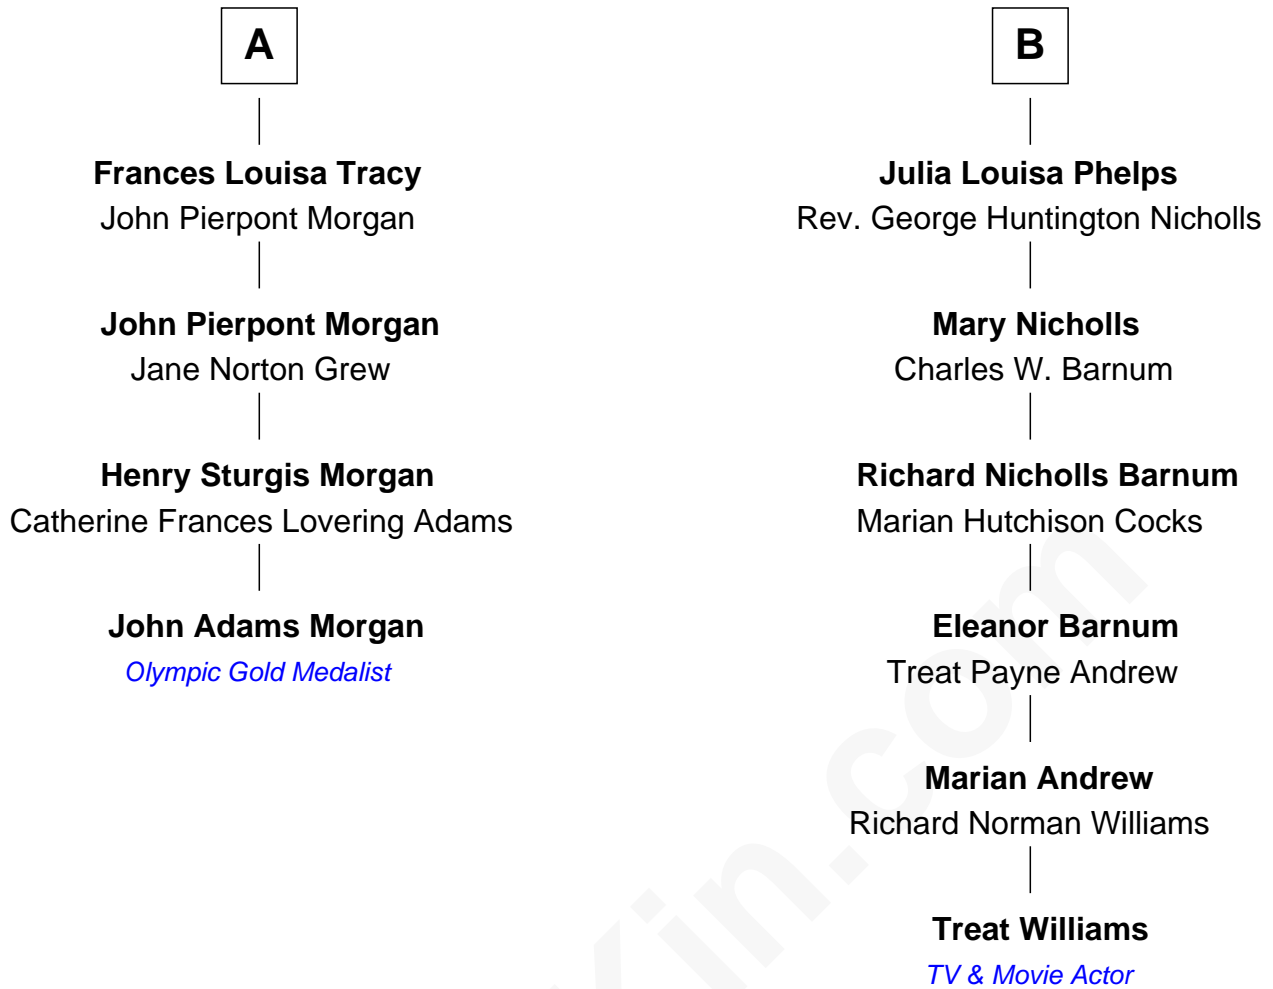 A
Frances Louisa Tracy
John Pierpont Morgan
John Pierpont Morgan
Jane Norton Grew
Henry Sturgis Morgan
Catherine Frances Lovering Adams
John Adams Morgan
Olympic Gold Medalist
B
Julia Louisa Phelps
Rev. George Huntington Nicholls
Mary Nicholls
Charles W. Barnum
Richard Nicholls Barnum
Marian Hutchison Cocks
Eleanor Barnum
Treat Payne Andrew
Marian Andrew
Richard Norman Williams
Treat Williams
TV & Movie Actor
Kin.com